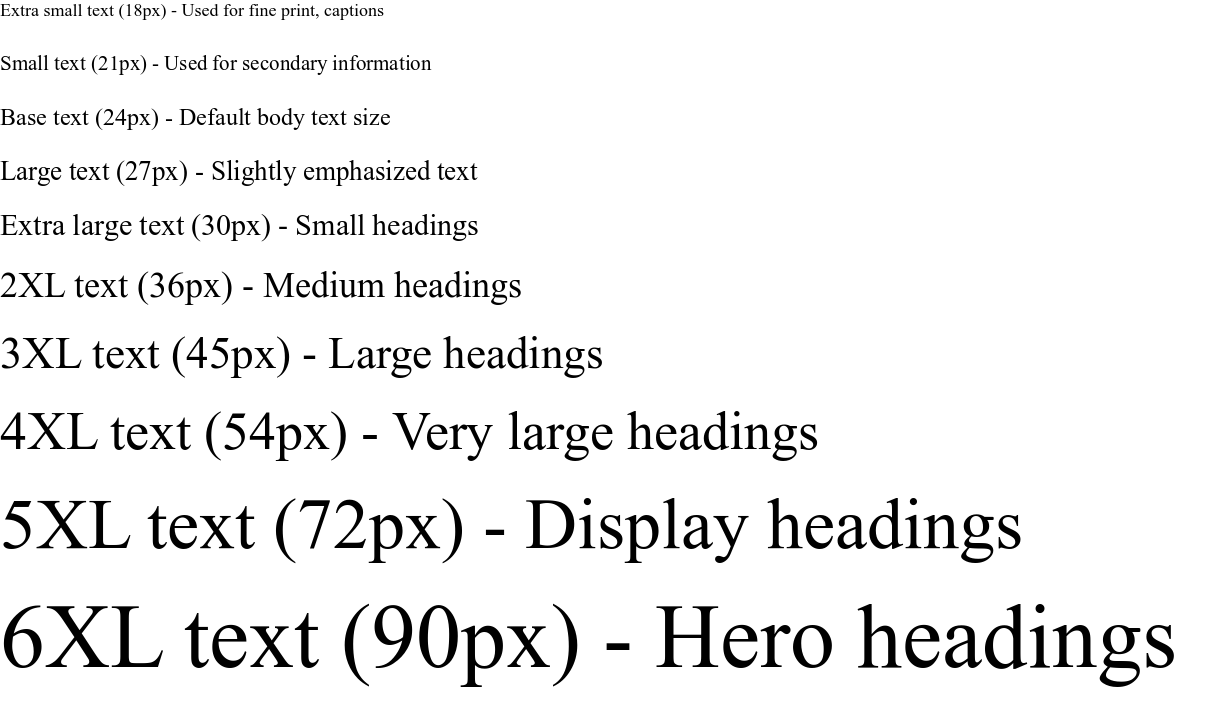 Extra small text (18px) - Used for fine print, captions
Small text (21px) - Used for secondary information
Base text (24px) - Default body text size
Large text (27px) - Slightly emphasized text
Extra large text (30px) - Small headings
2XL text (36px) - Medium headings
3XL text (45px) - Large headings
4XL text (54px) - Very large headings
5XL text (72px) - Display headings
6XL text (90px) - Hero headings